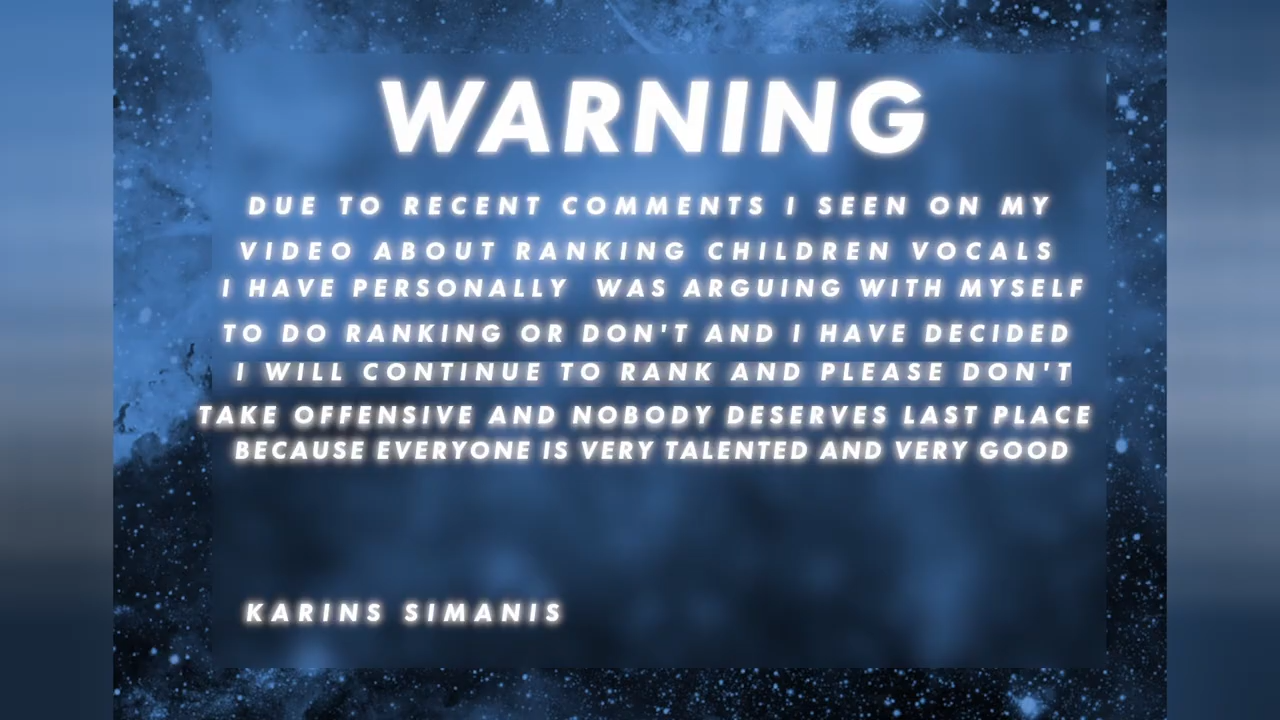 WARNING
DUE TO RECENT COMMENTS I SEEN ON MY
VIDEO ABOUT RANKING CHILDREN VOCALS
I HAVE PERSONALLY WAS ARGUING WITH MYSELF
TO DO RANKING OR DON'T AND I HAVE DECIDED
I WILL CONTINUE TO RANK AND PLEASE DON'T
TAKE OFFENSIVE AND NOBODY DESERVES LAST PLACE
BECAUSE EVERYONE IS VERY TALENTED AND VERY GOOD
KARINS SIMANIS